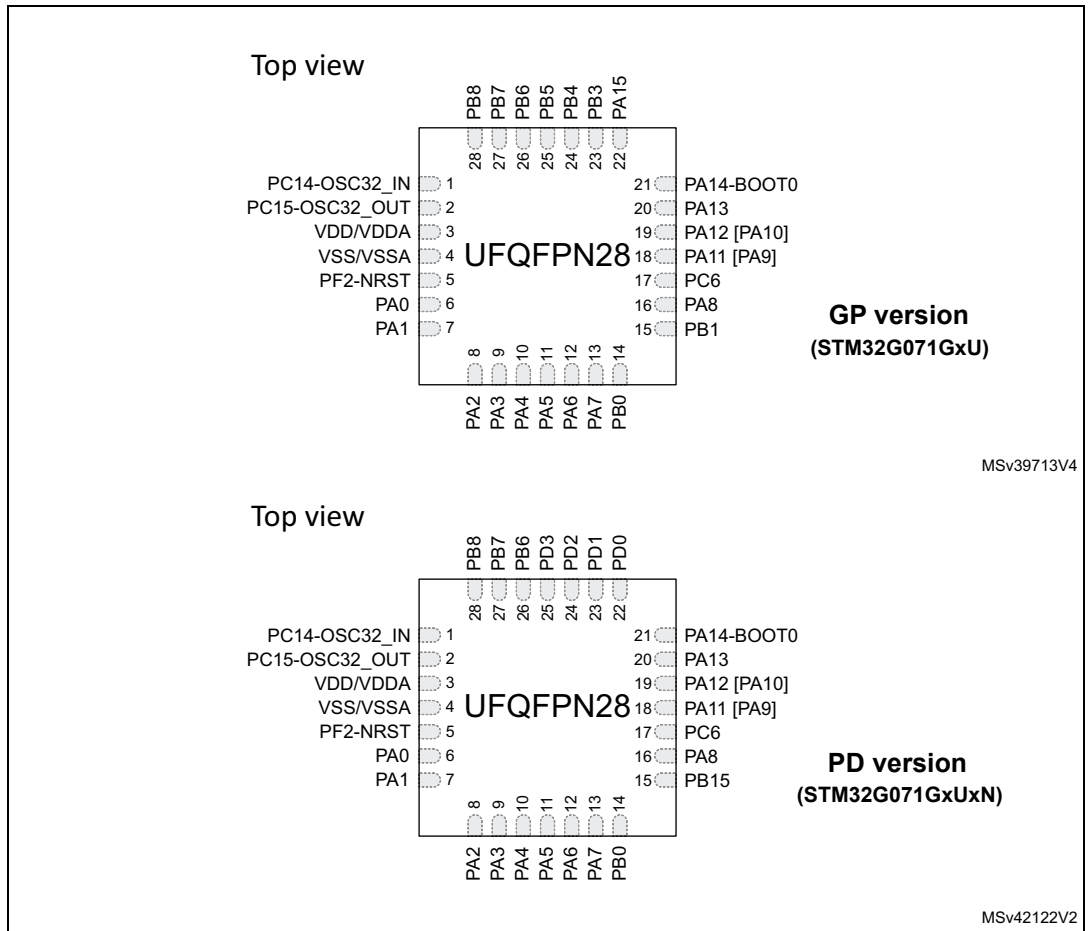 Top view
PB8 PB7 PB6 PB5 PB4 PB3 PA15
28 27 26 25 24 23 22
PC14-OSC32_IN 1 21 PA14-BOOT0
PC15-OSC32_OUT 2 20 PA13
VDD/VDDA 3 19 PA12 [PA10]
VSS/VSSA 4 UFQFPN28 18 PA11 [PA9]
PF2-NRST 5 17 PC6
PA0 6 16 PA8
PA1 7 15 PB1
GP version
(STM32G071GxU)
8 9 10 11 12 13 14
PA2 PA3 PA4 PA5 PA6 PA7 PB0
MSv39713V4
Top view
PB8 PB7 PB6 PD3 PD2 PD1 PD0
28 27 26 25 24 23 22
PC14-OSC32_IN 1 21 PA14-BOOT0
PC15-OSC32_OUT 2 20 PA13
VDD/VDDA 3 19 PA12 [PA10]
VSS/VSSA 4 UFQFPN28 18 PA11 [PA9]
PF2-NRST 5 17 PC6
PA0 6 16 PA8
PA1 7 15 PB15
PD version
(STM32G071GxUxN)
8 9 10 11 12 13 14
PA2 PA3 PA4 PA5 PA6 PA7 PB0
MSv42122V2